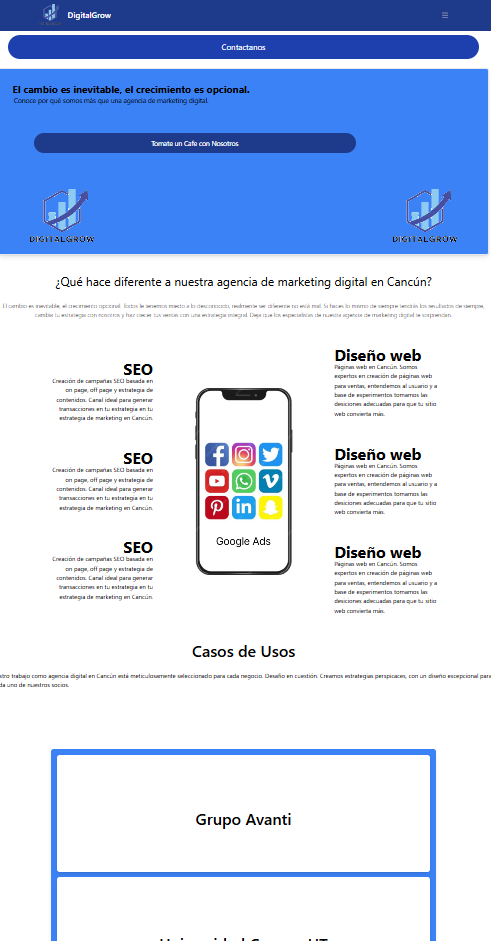 DigitalGrow
Contactanos
El cambio es inevitable, el crecimiento es opcional.
Conoce por qué somos más que una agencia de marketing digital.
Tomate un Cafe con Nosotros
DIGITALGROW
DIGITALGROW
¿Qué hace diferente a nuestra agencia de marketing digital en Cancún?
El cambio es inevitable, el crecimiento opcional. Todos le tenemos miedo a lo desconocido, realmente ser diferente no está mal. Si haces lo mismo de siempre tendrás los resultados de siempre,
cambia tu estrategia con nosotros y haz crecer tus ventas con una estrategia integral. Deja que los especialistas de nuestra agencia de marketing digital te sorprendan.
SEO
Creación de campañas SEO basada en
on page, off page y estrategia de
contenidos. Canal ideal para generar
transacciones en tu estrategia en tu
estrategia de marketing en Cancún.
SEO
Creación de campañas SEO basada en
on page, off page y estrategia de
contenidos. Canal ideal para generar
transacciones en tu estrategia en tu
estrategia de marketing en Cancún.
SEO
Creación de campañas SEO basada en
on page, off page y estrategia de
contenidos. Canal ideal para generar
transacciones en tu estrategia en tu
estrategia de marketing en Cancún.
Google Ads
Diseño web
Páginas web en Cancún. Somos
expertos en creación de páginas web
para ventas, entendemos al usuario y a
base de experimentos tomamos las
desiciones adecuadas para que tu sitio
web convierta más.
Diseño web
Páginas web en Cancún. Somos
expertos en creación de páginas web
para ventas, entendemos al usuario y a
base de experimentos tomamos las
desiciones adecuadas para que tu sitio
web convierta más.
Diseño web
Páginas web en Cancún. Somos
expertos en creación de páginas web
para ventas, entendemos al usuario y a
base de experimentos tomamos las
desiciones adecuadas para que tu sitio
web convierta más.
Casos de Usos
stro trabajo como agencia digital en Cancún está meticulosamente seleccionado para cada negocio. Desafío en cuestión. Creamos estrategias perspicaces, con un diseño excepcional para
da uno de nuestros socios.
Grupo Avanti